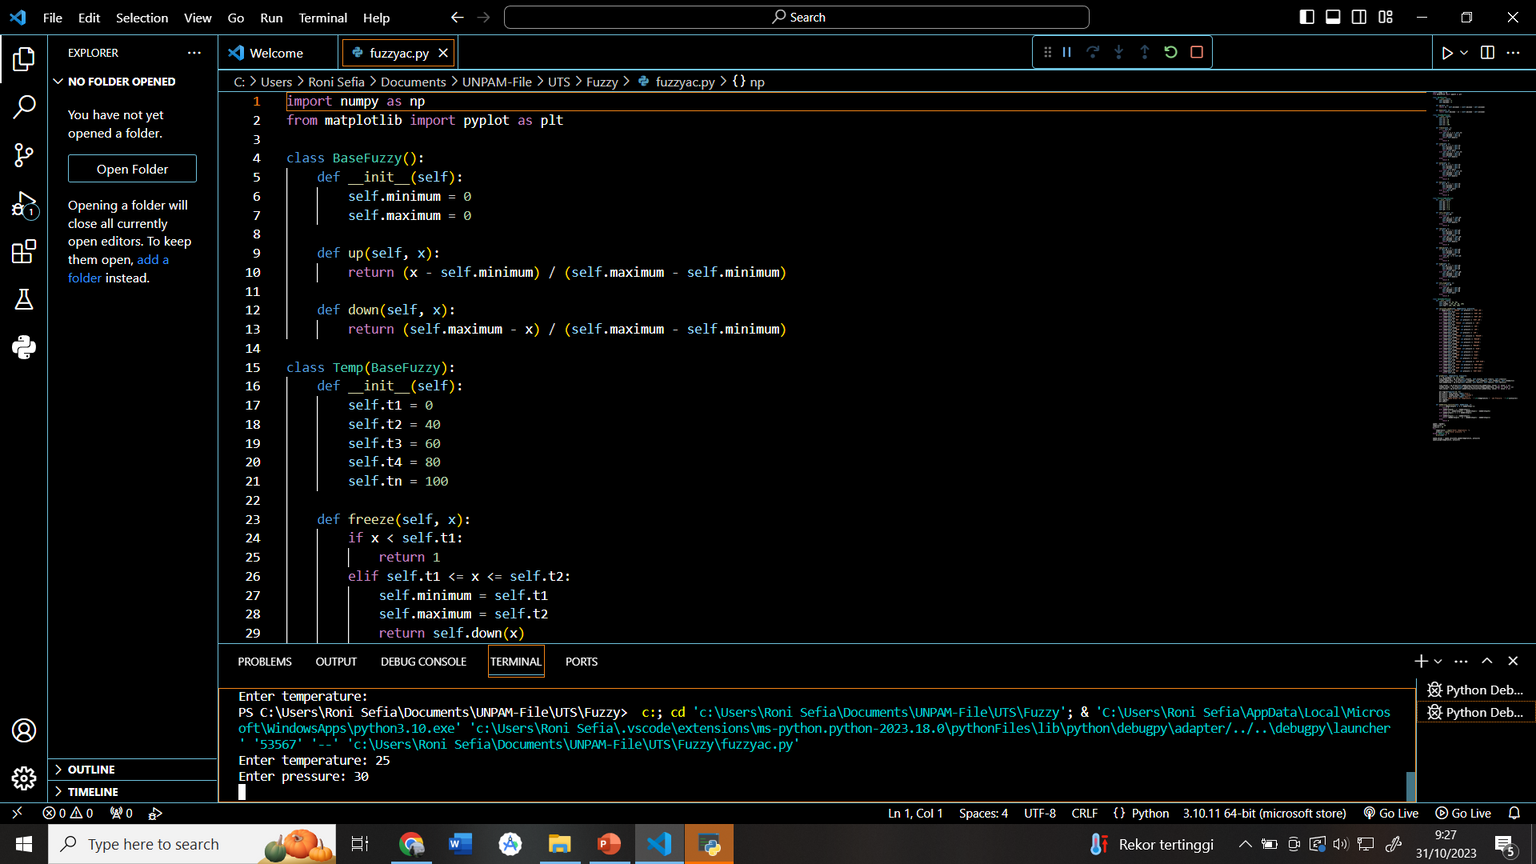 File Edit Selection View Go Run Terminal Help
Search
EXPLORER
NO FOLDER OPENED
You have not yet
opened a folder.
Open Folder
Opening a folder will
close all currently
open editors. To keep
them open, add a
folder instead.
OUTLINE
TIMELINE
1
Welcome
fuzzyac.py
C: > Users > Roni Sefia > Documents > UNPAM-File > UTS > Fuzzy > fuzzyac.py > {} np
1 import numpy as np
2 from matplotlib import pyplot as plt
3
4 class BaseFuzzy():
5 def __init__(self):
6 self.minimum = 0
7 self.maximum = 0
8
9 def up(self, x):
10 return (x - self.minimum) / (self.maximum - self.minimum)
11
12 def down(self, x):
13 return (self.maximum - x) / (self.maximum - self.minimum)
14
15 class Temp(BaseFuzzy):
16 def __init__(self):
17 self.t1 = 0
18 self.t2 = 40
19 self.t3 = 60
20 self.t4 = 80
21 self.tn = 100
22
23 def freeze(self, x):
24 if x < self.t1:
25 return 1
26 elif self.t1 <= x <= self.t2:
27 self.minimum = self.t1
28 self.maximum = self.t2
29 return self.down(x)
PROBLEMS OUTPUT DEBUG CONSOLE TERMINAL PORTS
Enter temperature:
PS C:\Users\Roni Sefia\Documents\UNPAM-File\UTS\Fuzzy> c:; cd 'c:\Users\Roni Sefia\Documents\UNPAM-File\UTS\Fuzzy'; & 'C:\Users\Roni Sefia\AppData\Local\Micros
oft\WindowsApps\python3.10.exe' 'c:\Users\Roni Sefia\.vscode\extensions\ms-python.python-2023.18.0\pythonFiles\lib\python\debugpy\adapter/../..\debugpy\launcher
' '53567' '--' 'c:\Users\Roni Sefia\Documents\UNPAM-File\UTS\Fuzzy\fuzzyac.py'
Enter temperature: 25
Enter pressure: 30
Python Deb...
Python Deb...
0 0 0 Ln 1, Col 1 Spaces: 4 UTF-8 CRLF {} Python 3.10.11 64-bit (microsoft store) Go Live Go Live
Type here to search
Rekor tertinggi
9:27
31/10/2023
5